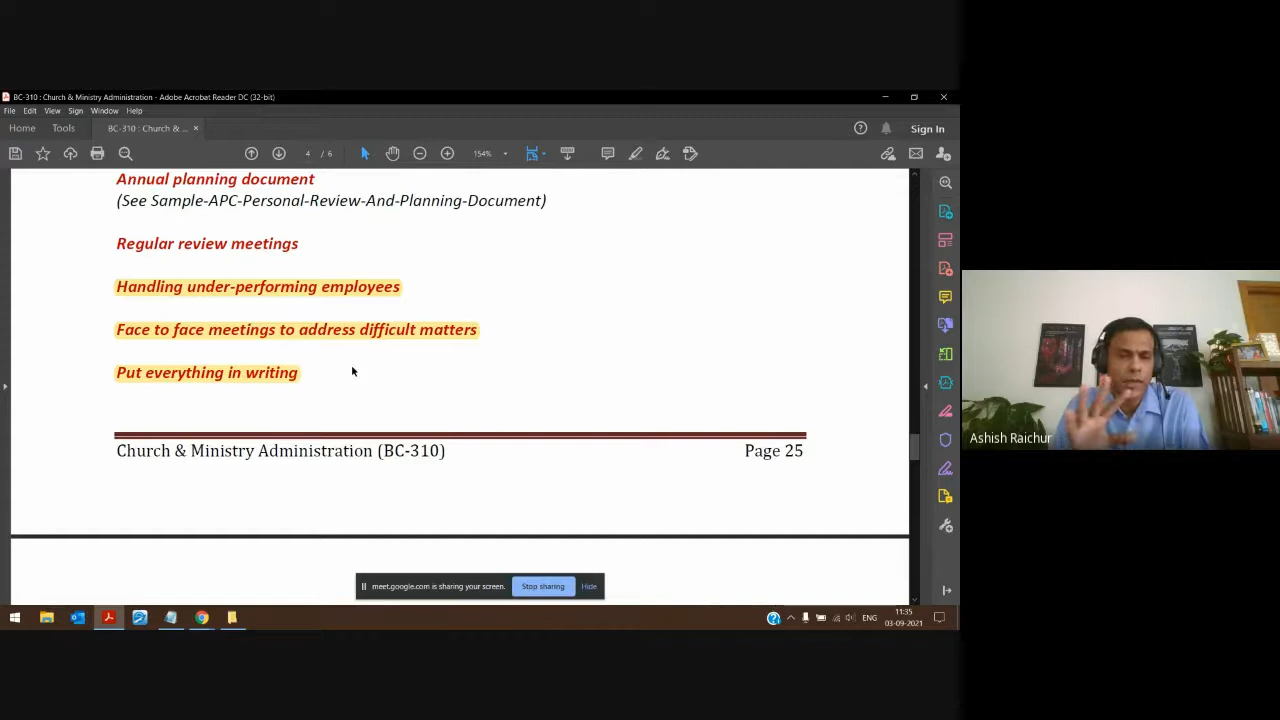 BC-310 : Church & Ministry Administration - Adobe Acrobat Reader DC (32-bit)
File Edit View Sign Window Help
Home Tools BC-310 : Church & ... × Sign In
4 / 6 154%
Annual planning document
(See Sample-APC-Personal-Review-And-Planning-Document)
Regular review meetings
Handling under-performing employees
Face to face meetings to address difficult matters
Put everything in writing
Church & Ministry Administration (BC-310) Page 25
meet.google.com is sharing your screen. Stop sharing Hide
ENG 11:35
03-09-2021
Ashish Raichur